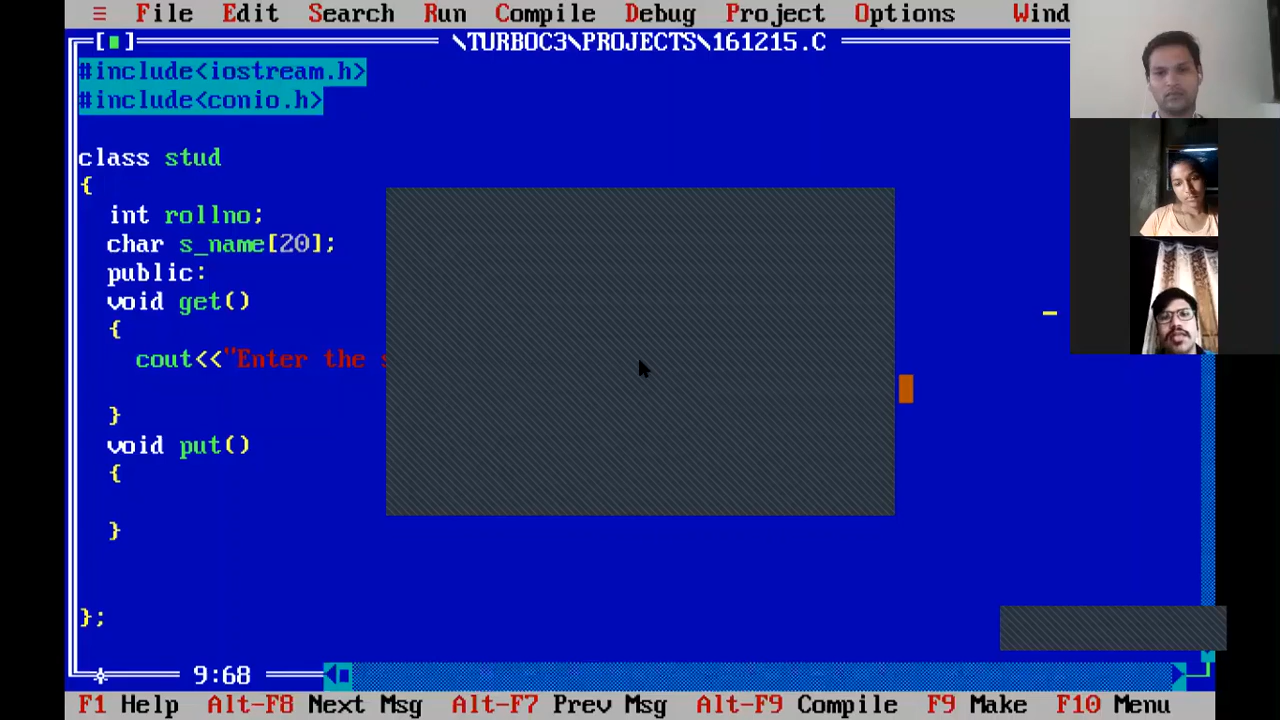 ≡ File Edit Search Run Compile Debug Project Options Wind
[■] \TURBOC3\PROJECTS\161215.C
#include<iostream.h>
#include<conio.h>
class stud
{
int rollno;
char s_name[20];
public:
void get()
{
cout<<"Enter the
}
void put()
{
}
};
9:68
F1 Help Alt-F8 Next Msg Alt-F7 Prev Msg Alt-F9 Compile F9 Make F10 Menu